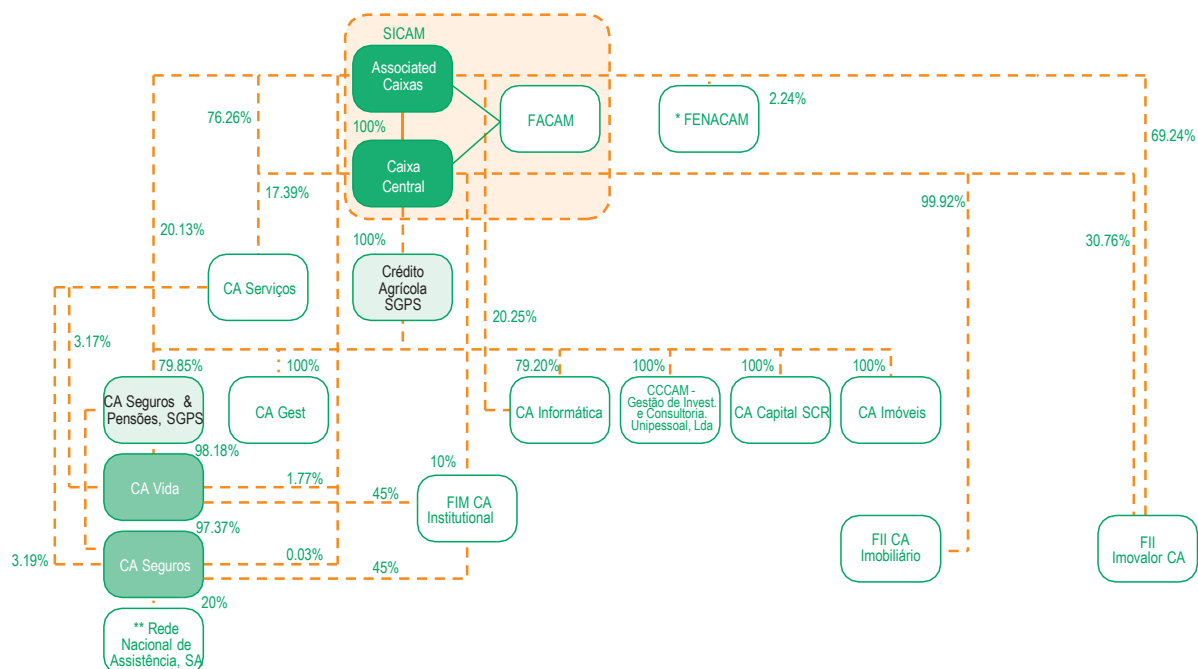 SICAM
Associated
Caixas
FACAM
* FENACAM
2.24%
76.26%
100%
69.24%
Caixa
Central
17.39%
99.92%
20.13%
100%
30.76%
CA Serviços
Crédito
Agrícola
SGPS
20.25%
3.17%
79.85%
100%
79.20%
100%
100%
100%
CA Seguros &
Pensões, SGPS
CA Gest
CA Informática
CCCAM -
Gestão de Invest.
e Consultoria.
Unipessoal, Lda
CA Capital SCR
CA Imóveis
98.18%
10%
CA Vida
1.77%
45%
FIM CA
Institutional
97.37%
3.19%
CA Seguros
0.03%
45%
FII CA
Imobiliário
FII
Imovalor CA
20%
** Rede
Nacional de
Assistência, SA